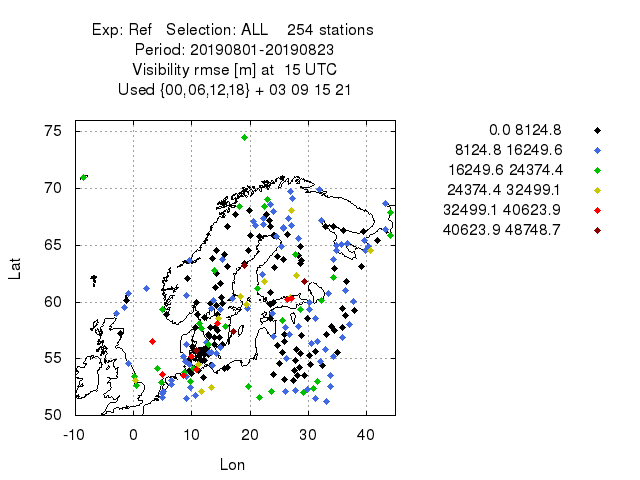 Exp: Ref   Selection: ALL    254 stations
Period: 20190801-20190823
Visibility rmse [m] at  15 UTC
Used {00,06,12,18} + 03 09 15 21
75
70
65
60
55
50
Lat
-10 0 10 20 30 40
Lon
0.0 8124.8
8124.8 16249.6
16249.6 24374.4
24374.4 32499.1
32499.1 40623.9
40623.9 48748.7